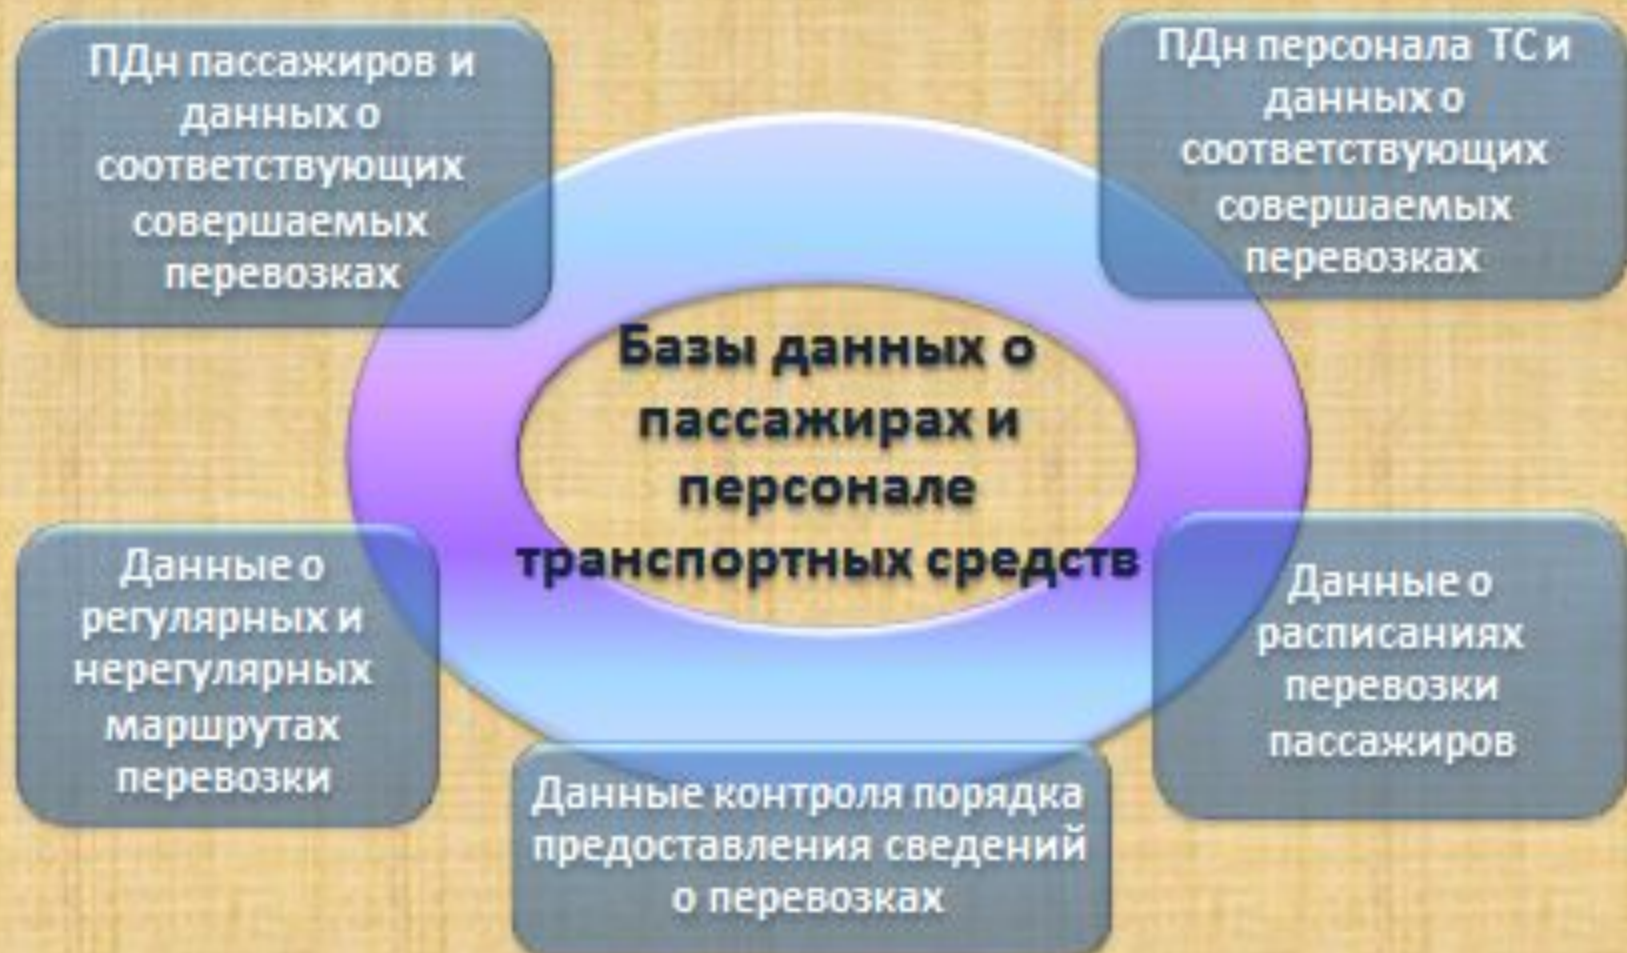 ПДн пассажиров и
данных о
соответствующих
совершаемых
перевозках
ПДн персонала ТС и
данных о
соответствующих
совершаемых
перевозках
Базы данных о
пассажирах и
персонале
транспортных средств
Данные о
регулярных и
нерегулярных
маршрутах
перевозки
Данные о
расписаниях
перевозки
пассажиров
Данные контроля порядка
предоставления сведений
о перевозках